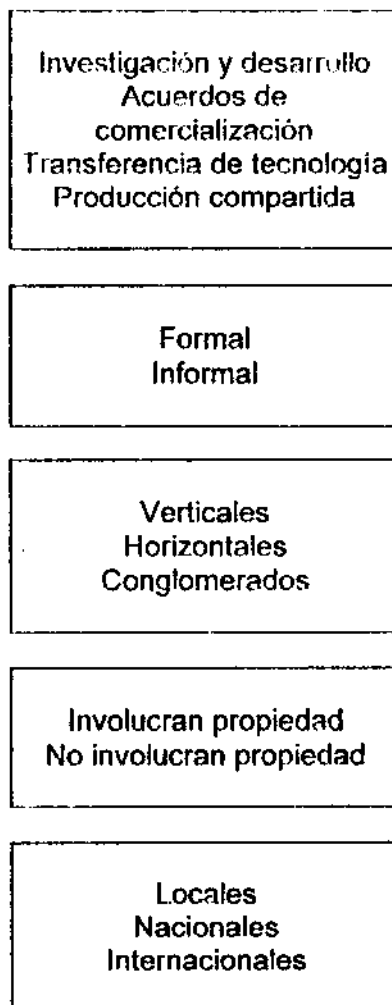 Investigación y desarrollo
Acuerdos de
comercialización
Transferencia de tecnología
Producción compartida
Formal
Informal
Verticales
Horizontales
Conglomerados
Involucran propiedad
No involucran propiedad
Locales
Nacionales
Internacionales